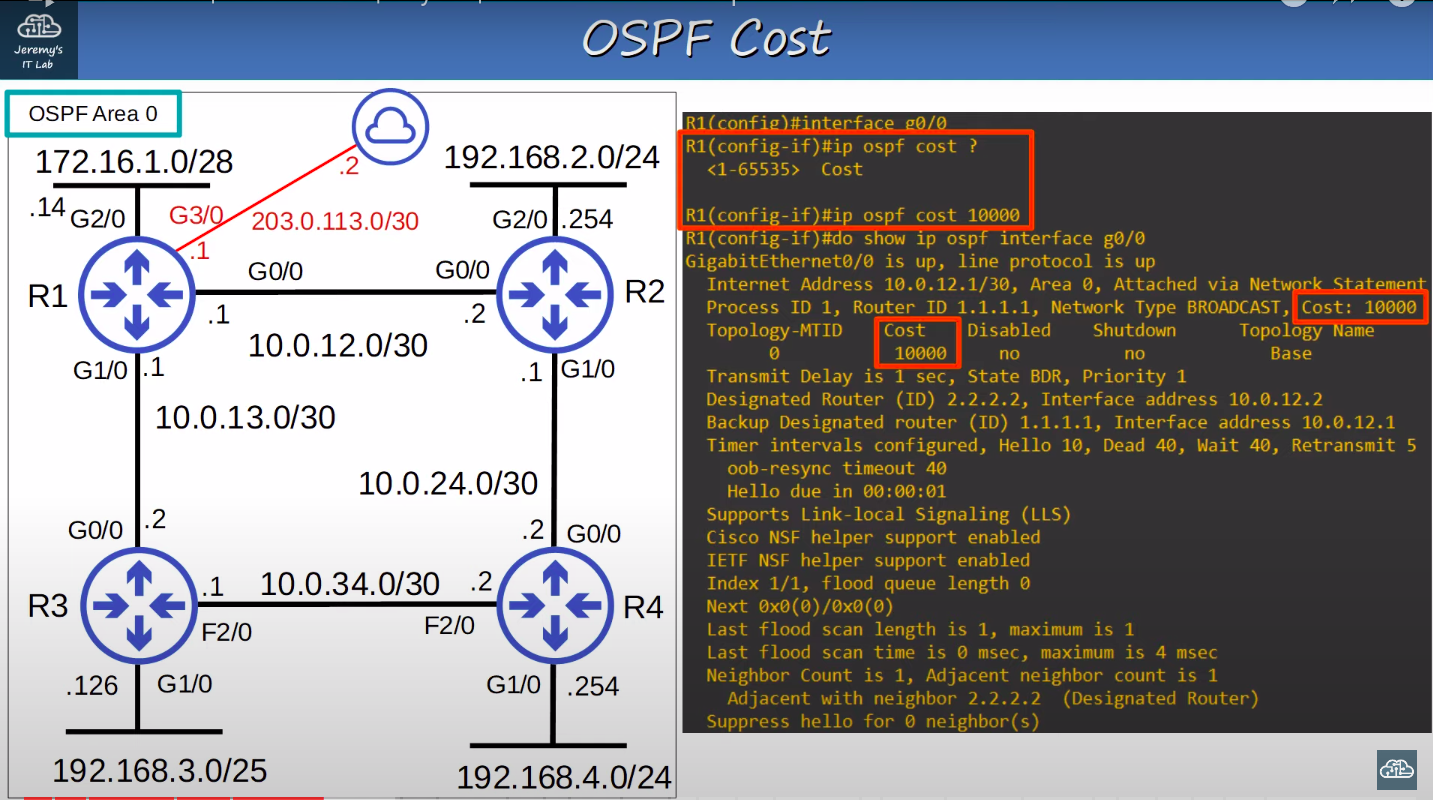 Jeremy's
IT Lab
OSPF Cost
OSPF Area 0
172.16.1.0/28
192.168.2.0/24
.2
.14
G2/0
G3/0
203.0.113.0/30
G2/0
.254
.1
R1
G0/0
G0/0
R2
.1
.2
10.0.12.0/30
G1/0
.1
.1
G1/0
10.0.13.0/30
10.0.24.0/30
G0/0
.2
.2
G0/0
R3
.1
10.0.34.0/30
.2
R4
F2/0
F2/0
.126
G1/0
G1/0
.254
192.168.3.0/25
192.168.4.0/24
R1(config)#interface g0/0
R1(config-if)#ip ospf cost ?
<1-65535>  Cost
R1(config-if)#ip ospf cost 10000
R1(config-if)#do show ip ospf interface g0/0
GigabitEthernet0/0 is up, line protocol is up
Internet Address 10.0.12.1/30, Area 0, Attached via Network Statement
Process ID 1, Router ID 1.1.1.1, Network Type BROADCAST, Cost: 10000
Topology-MTID    Cost    Disabled    Shutdown      Topology Name
0           10000      no          no            Base
Transmit Delay is 1 sec, State BDR, Priority 1
Designated Router (ID) 2.2.2.2, Interface address 10.0.12.2
Backup Designated router (ID) 1.1.1.1, Interface address 10.0.12.1
Timer intervals configured, Hello 10, Dead 40, Wait 40, Retransmit 5
oob-resync timeout 40
Hello due in 00:00:01
Supports Link-local Signaling (LLS)
Cisco NSF helper support enabled
IETF NSF helper support enabled
Index 1/1, flood queue length 0
Next 0x0(0)/0x0(0)
Last flood scan length is 1, maximum is 1
Last flood scan time is 0 msec, maximum is 4 msec
Neighbor Count is 1, Adjacent neighbor count is 1
Adjacent with neighbor 2.2.2.2  (Designated Router)
Suppress hello for 0 neighbor(s)